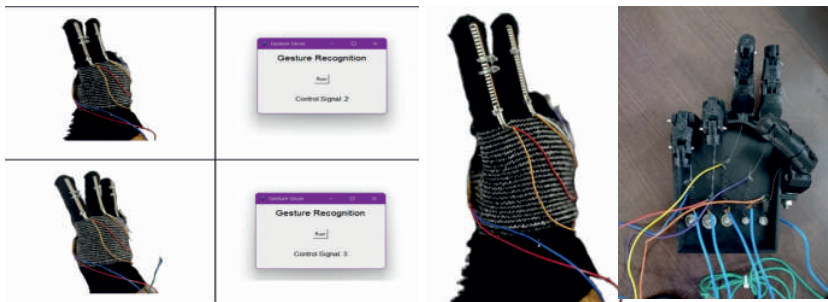 Gesture Glove
Gesture Recognition
Run
Control Signal: 2
Gesture Glove
Gesture Recognition
Run
Control Signal: 3